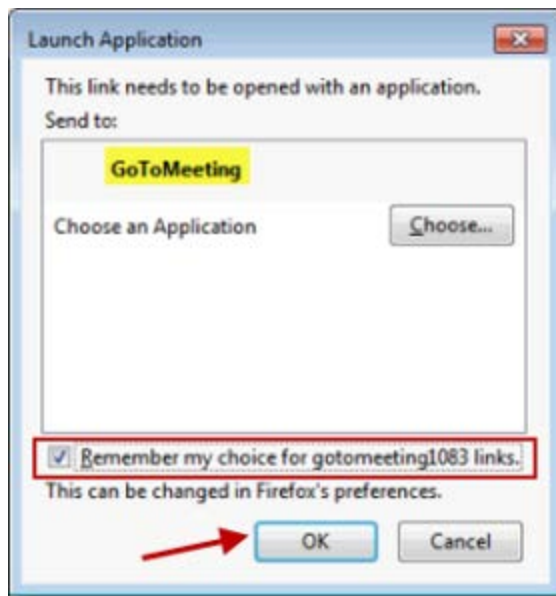 Launch Application
This link needs to be opened with an application.
Send to:
GoToMeeting
Choose an Application
Choose...
Remember my choice for gotomeeting1083 links.
This can be changed in Firefox's preferences.
OK
Cancel